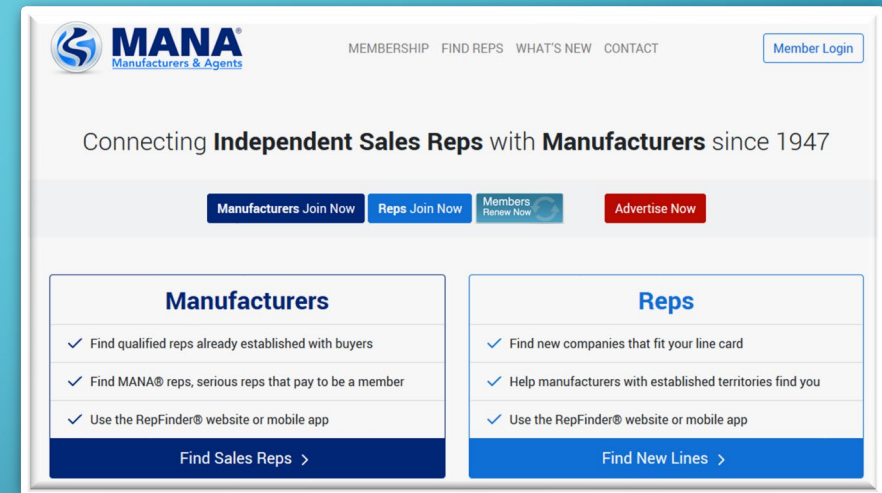 MANA®
Manufacturers & Agents
MEMBERSHIP FIND REPS WHAT'S NEW CONTACT
Member Login
Connecting Independent Sales Reps with Manufacturers since 1947
Manufacturers Join Now
Reps Join Now
Members
Renew Now
Advertise Now
Manufacturers
Find qualified reps already established with buyers
Find MANA® reps, serious reps that pay to be a member
Use the RepFinder® website or mobile app
Find Sales Reps >
Reps
Find new companies that fit your line card
Help manufacturers with established territories find you
Use the RepFinder® website or mobile app
Find New Lines >